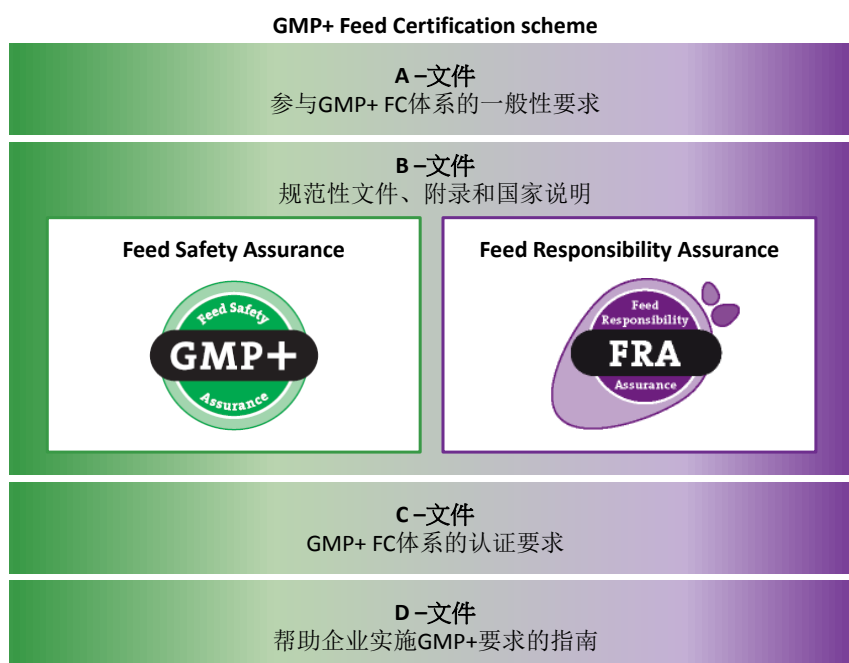 GMP+ Feed Certification scheme
A –文件
参与GMP+ FC体系的一般性要求
B –文件
规范性文件、附录和国家说明
Feed Safety Assurance
Feed Safety
GMP+
Assurance
Feed Responsibility Assurance
Feed
Responsibility
FRA
Assurance
C –文件
GMP+ FC体系的认证要求
D –文件
帮助企业实施GMP+要求的指南